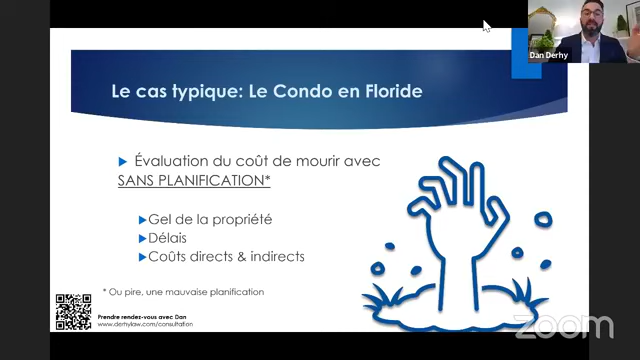 Dan Derhy
Le cas typique: Le Condo en Floride
Évaluation du coût de mourir avec
SANS PLANIFICATION*
Gel de la propriété
Délais
Coûts directs & indirects
* Ou pire, une mauvaise planification
Prendre rendez-vous avec Dan
www.derhylaw.com/consultation
zoom